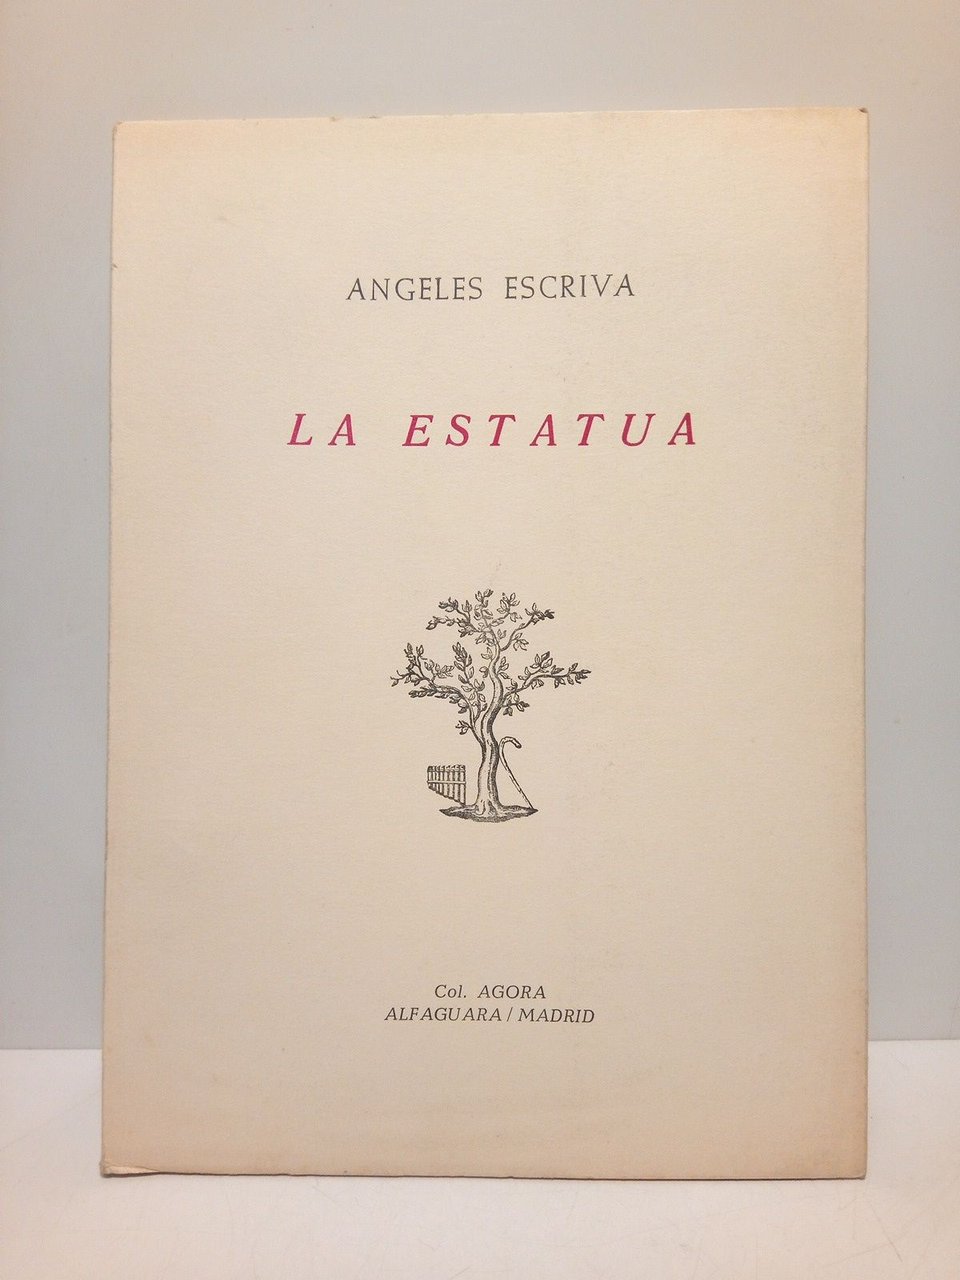 ANGELES ESCRIVA
LA ESTATUA
Col. AGORA
ALFAGUARA / MADRID